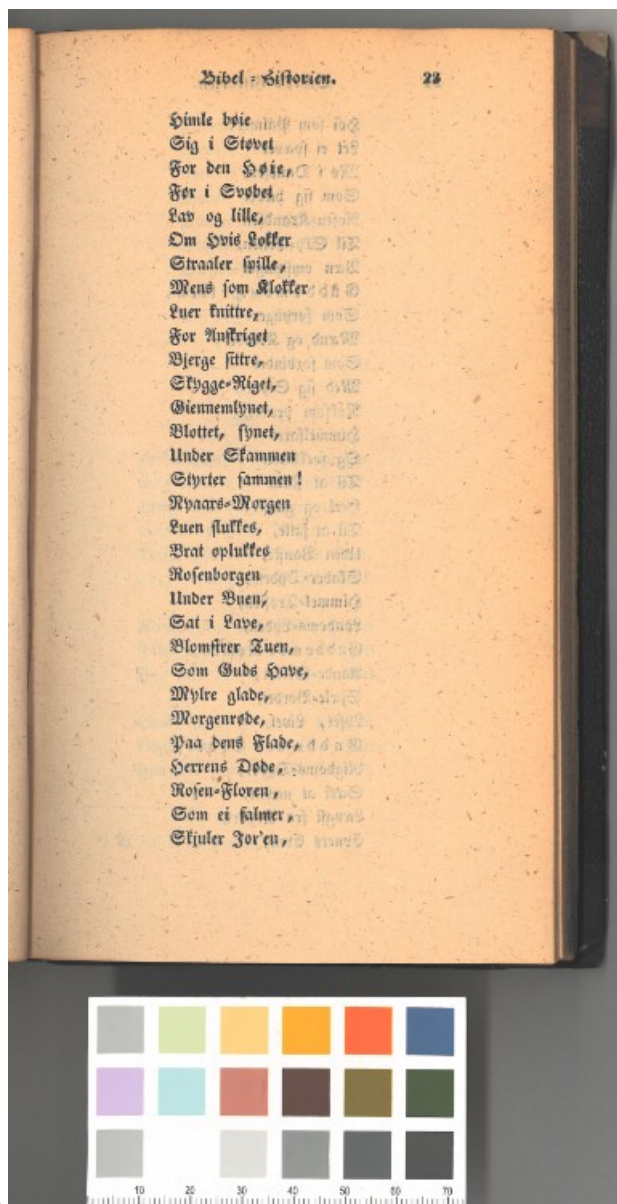 Bibel-Historien. 23
Himle bøie
Sig i Støvet
For den Høie,
Før i Svøbet
Lav og lille,
Om Hvis Lokker
Straaler spille,
Mens som Klokker
Luer knittre,
For Anskriget
Bjerge sittre,
Skygge-Riget,
Giennemlynet,
Blottet, synet,
Under Skammen
Styrter sammen!
Nyaars-Morgen
Luen slukkes,
Brat oplukkes
Rosenborgen
Under Buen,
Sat i Lave,
Blomstrer Tuen,
Som Guds Have,
Mylre glade,
Morgenrøde,
Paa dens Flade,
Herrens Døde,
Rosen-Floren,
Som ei falmer,
Skjuler Jor'en,
10 20 30 40 50 60 70